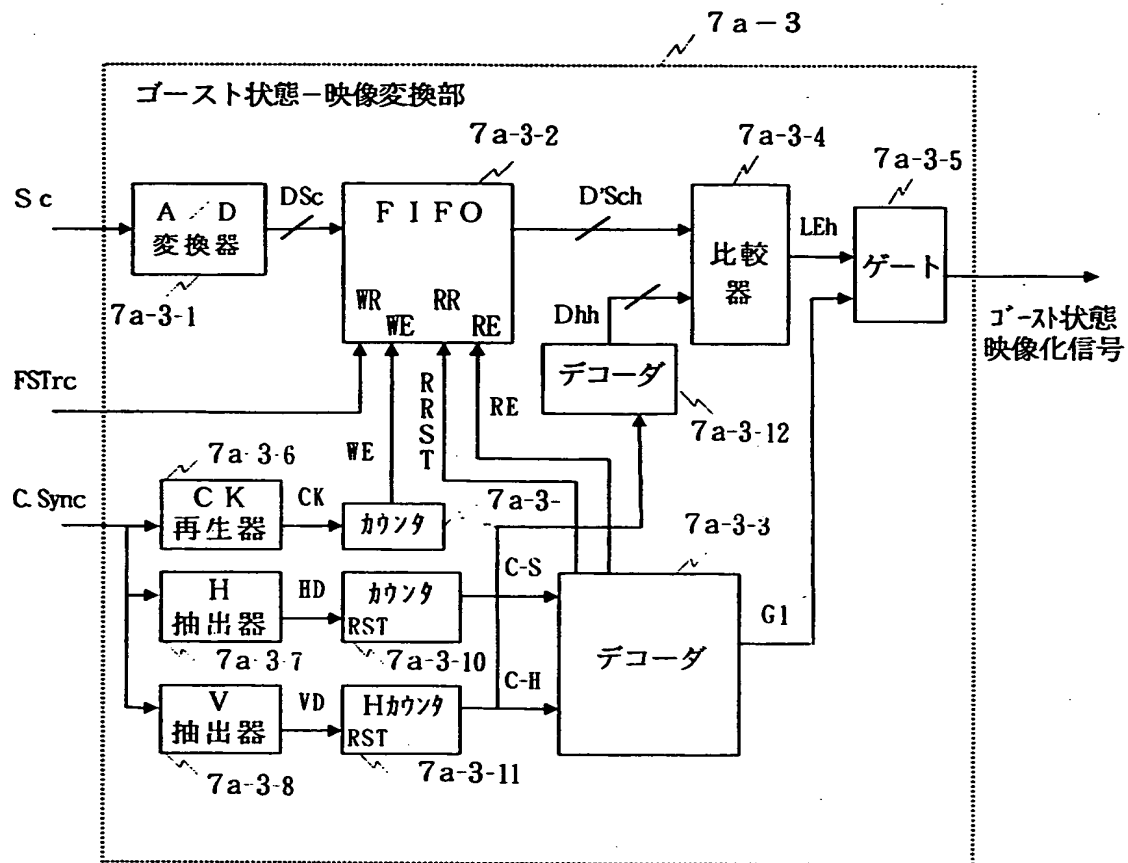 7a-3
ゴースト状態-映像変換部
7a-3-2
7a-3-4
7a-3-5
Sc
A/D
変換器
DSc
FIFO
D'Sch
比較
器
LEh
ゲート
7a-3-1
WR
WE
RR
RE
Dhh
ゴースト状態
映像化信号
デコーダ
FSTrc
RRST
RE
7a-3-12
WE
7a-3-6
C.Sync
CK
再生器
CK
カウンタ
7a-3-
7a-3-3
C-S
H
抽出器
HD
カウンタ
RST
デコーダ
G1
7a-3-7
7a-3-10
C-H
V
抽出器
VD
Hカウンタ
RST
7a-3-8
7a-3-11